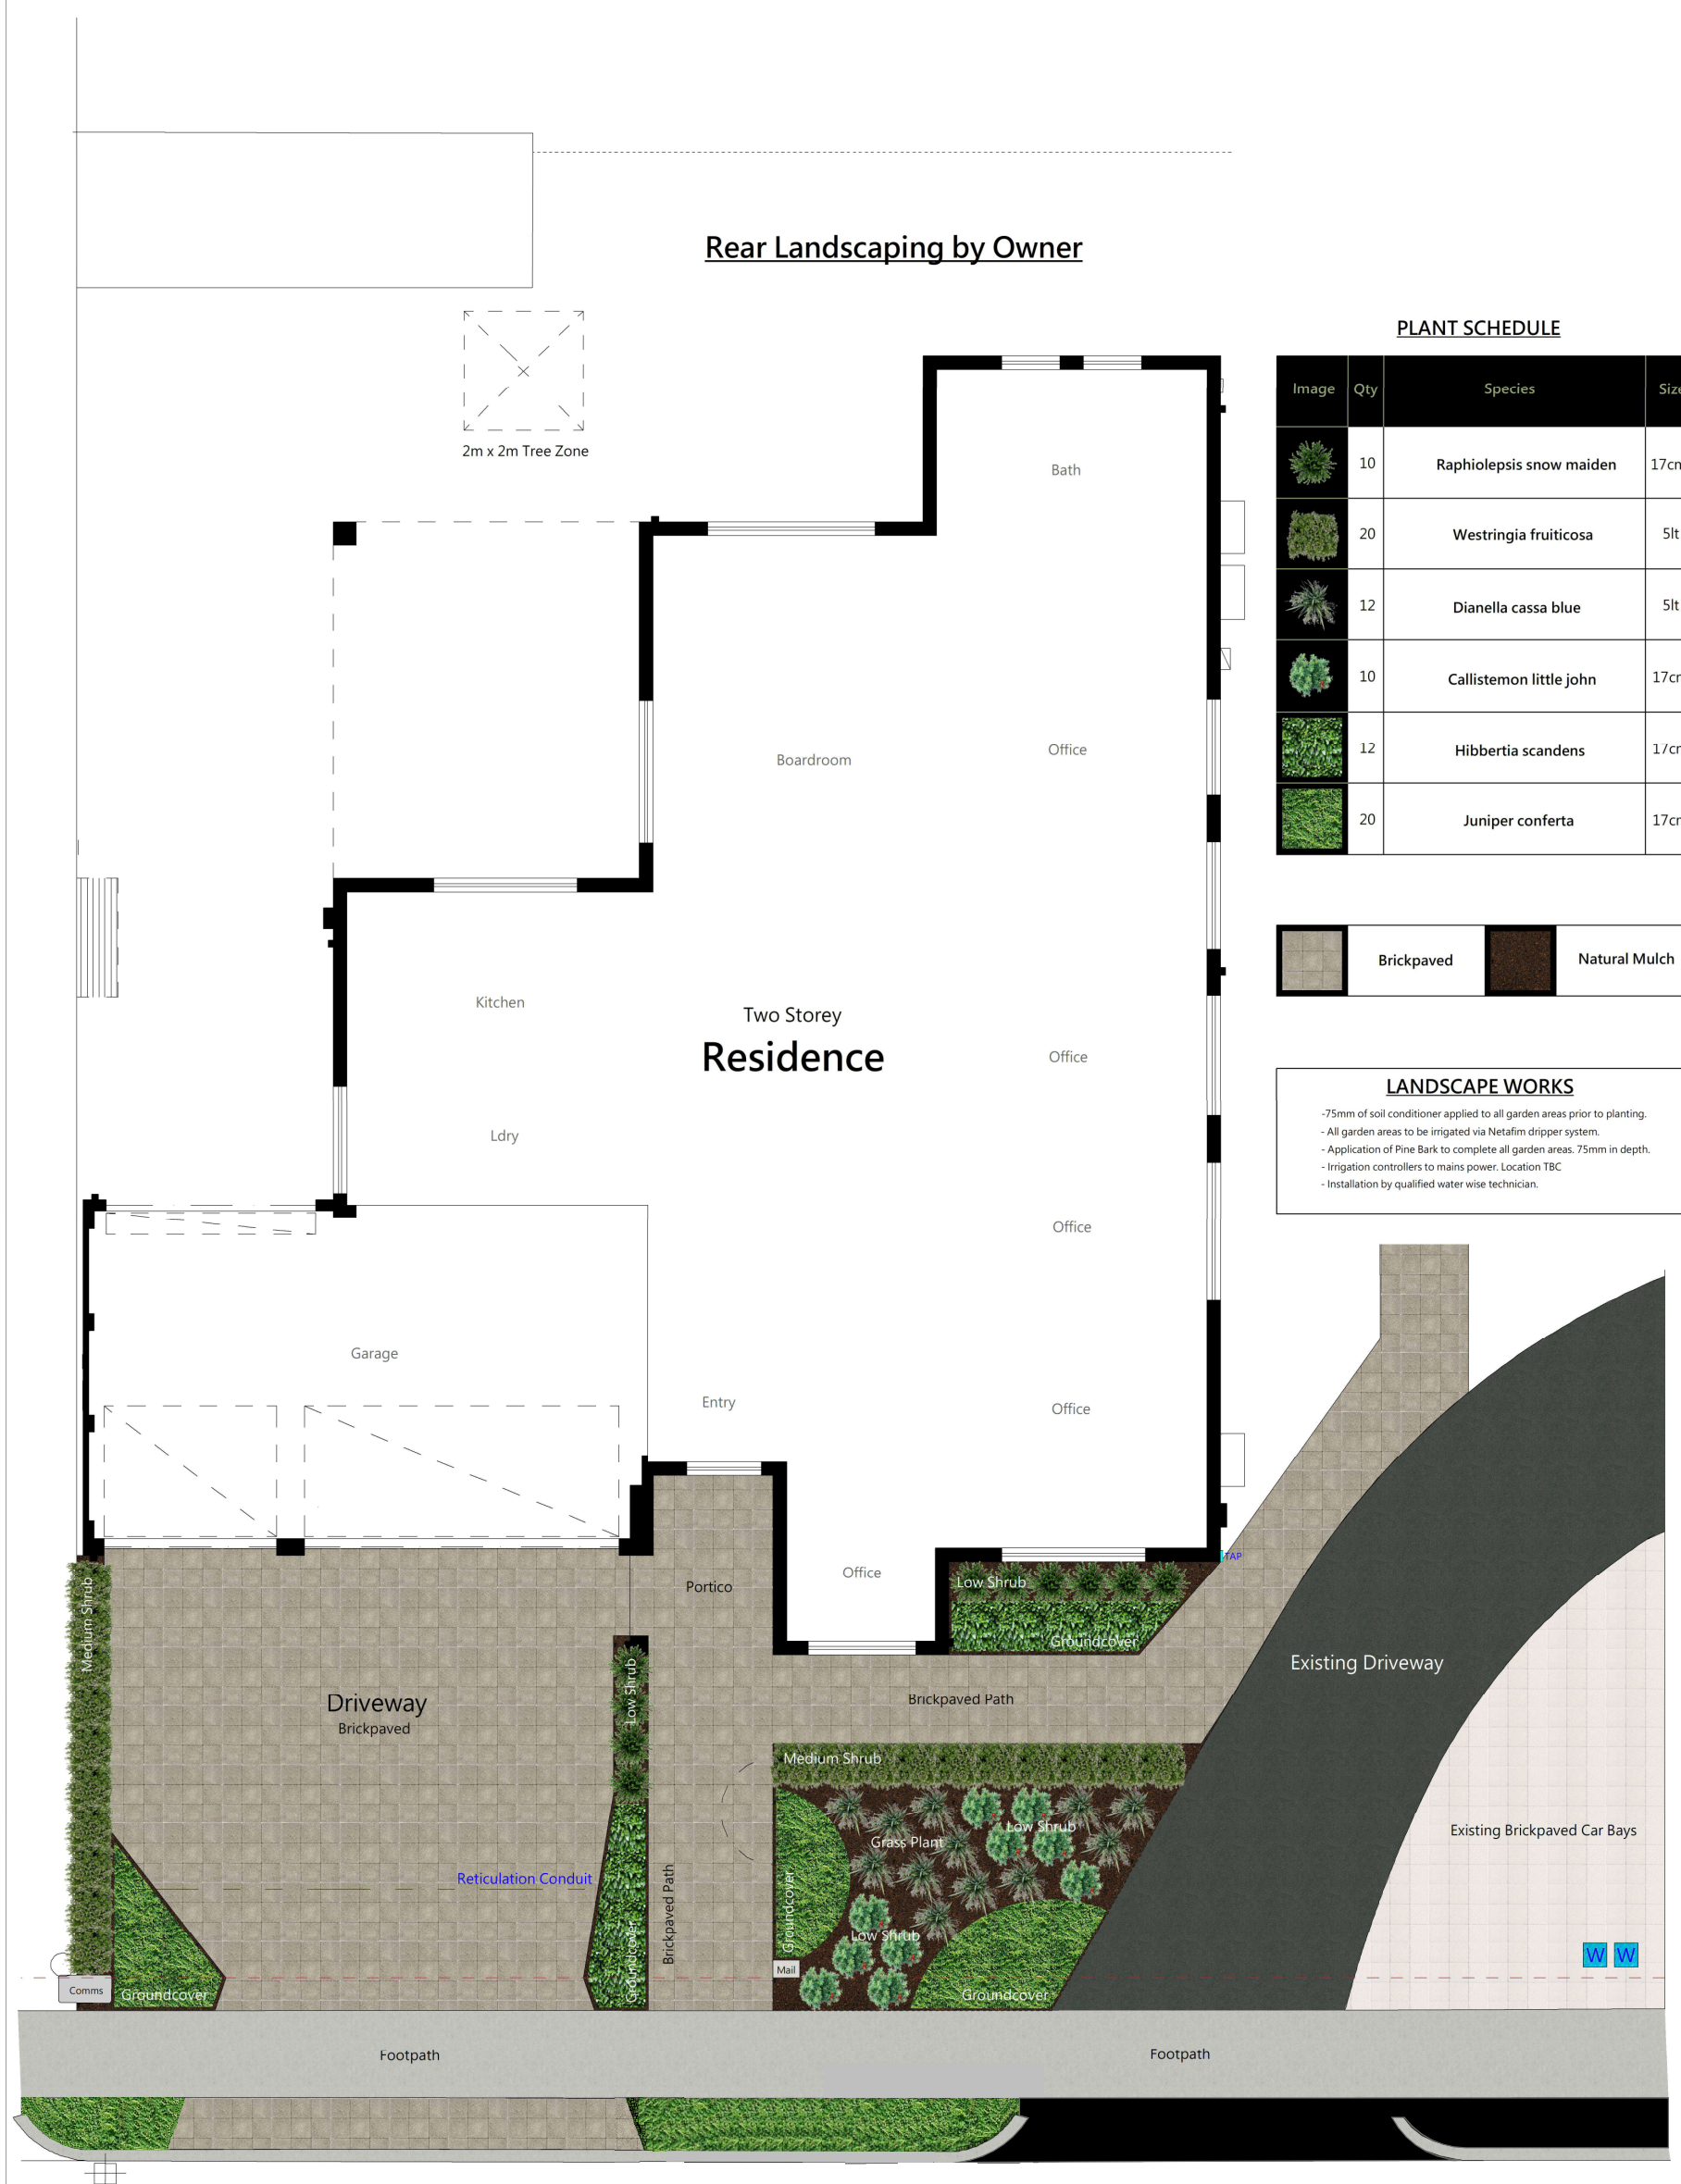 Rear Landscaping by Owner
2m x 2m Tree Zone
PLANT SCHEDULE
Image Qty Species Size
10 Raphiolepsis snow maiden 17cm
20 Westringia fruiticosa 5lt
12 Dianella cassa blue 5lt
10 Callistemon little john 17cm
12 Hibbertia scandens 17cm
20 Juniper conferta 17cm
Brickpaved Natural Mulch
LANDSCAPE WORKS
-75mm of soil conditioner applied to all garden areas prior to planting.
- All garden areas to be irrigated via Netafim dripper system.
- Application of Pine Bark to complete all garden areas. 75mm in depth.
- Irrigation controllers to mains power. Location TBC
- Installation by qualified water wise technician.
Bath
Boardroom
Office
Kitchen
Two Storey
Residence
Office
Ldry
Office
Garage
Entry
Office
Office
Portico
TAP
Medium Shrub
Low Shrub
Groundcover
Low Shrub
Driveway
Brickpaved
Brickpaved Path
Existing Driveway
Medium Shrub
Grass Plant
Low Shrub
Existing Brickpaved Car Bays
Reticulation Conduit
Brickpaved Path
Groundcover
Groundcover
Low Shrub
W W
Mail
Comms
Groundcover
Groundcover
Footpath
Footpath